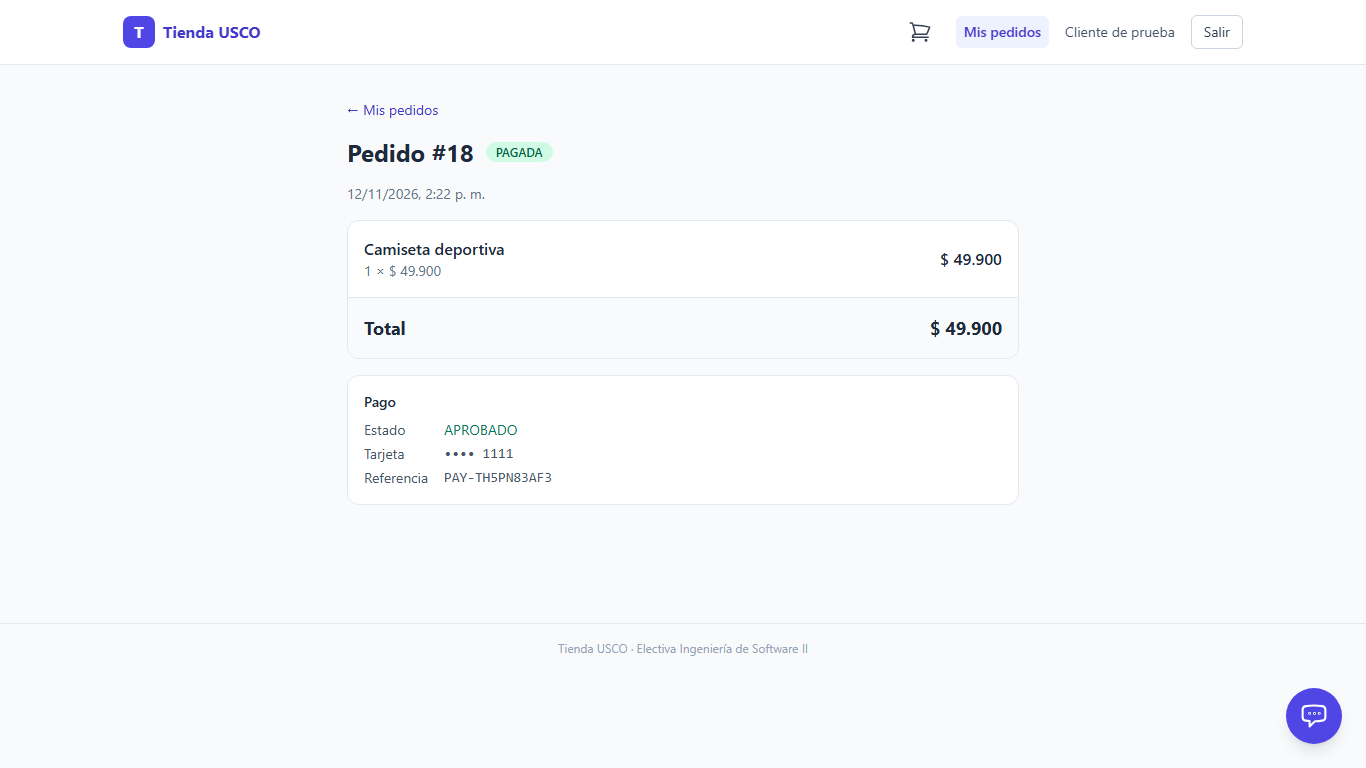 T Tienda USCO
Mis pedidos
Cliente de prueba
Salir
← Mis pedidos
Pedido #18 PAGADA
12/11/2026, 2:22 p. m.
Camiseta deportiva
1 × $ 49.900
$ 49.900
Total $ 49.900
Pago
Estado APROBADO
Tarjeta •••• 1111
Referencia PAY-TH5PN83AF3
Tienda USCO · Electiva Ingeniería de Software II